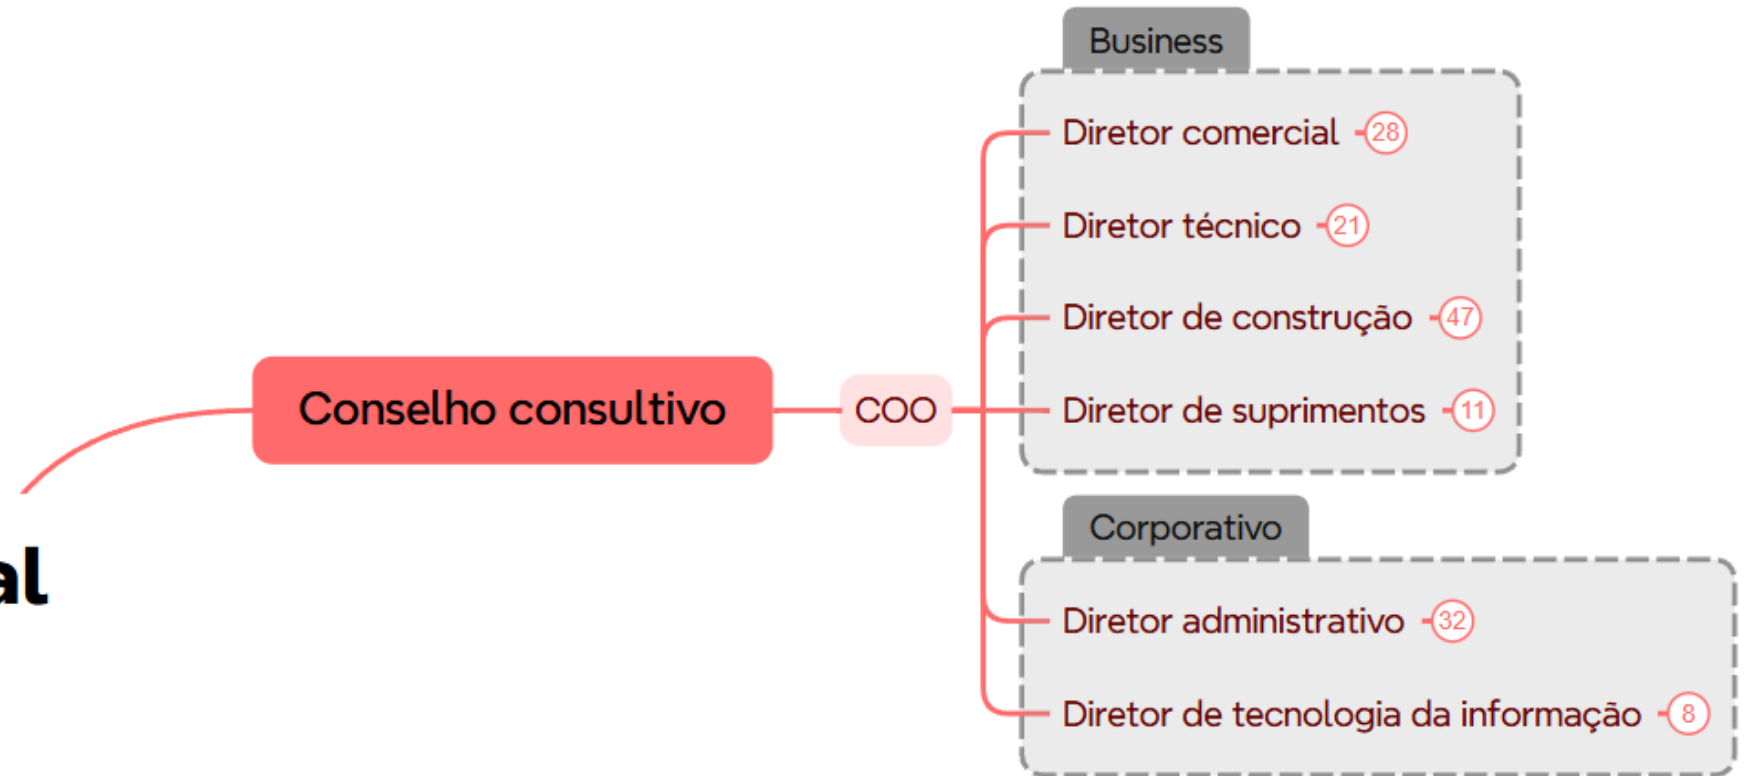 Business
Diretor comercial 28
Diretor técnico 21
Diretor de construção 47
Conselho consultivo
COO
Diretor de suprimentos 11
Corporativo
al
Diretor administrativo 32
Diretor de tecnologia da informação 8